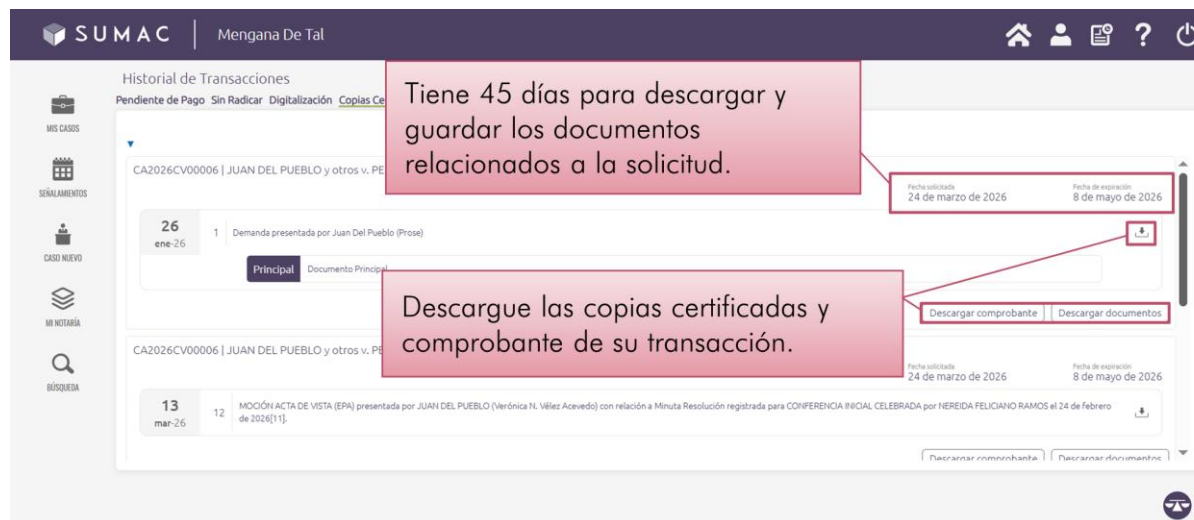 SUMAC
Mengana De Tal
?
Historial de Transacciones
Pendiente de Pago Sin Radicar Digitalización Copias Ce
MIS CASOS
SEÑALAMIENTOS
CASO NUEVO
MI NOTARÍA
BÚSQUEDA
Tiene 45 días para descargar y
guardar los documentos
relacionados a la solicitud.
CA2026CV00006 | JUAN DEL PUEBLO y otros v. PE
Fecha solicitada
24 de marzo de 2026
Fecha de expiración
8 de mayo de 2026
26
ene-26
1
Demanda presentada por Juan Del Pueblo (Prose)
Principal
Documento Principal
Descargue las copias certificadas y
comprobante de su transacción.
Descargar comprobante
Descargar documentos
CA2026CV00006 | JUAN DEL PUEBLO y otros v. PE
Fecha solicitada
24 de marzo de 2026
Fecha de expiración
8 de mayo de 2026
13
mar-26
12
MOCIÓN ACTA DE VISTA (EPA) presentada por JUAN DEL PUEBLO (Verónica N. Vélez Acevedo) con relación a Minuta Resolución registrada para CONFERENCIA INICIAL CELEBRADA por NEREIDA FELICIANO RAMOS el 24 de febrero
de 2026[11].
Descargar comprobante
Descargar documentos